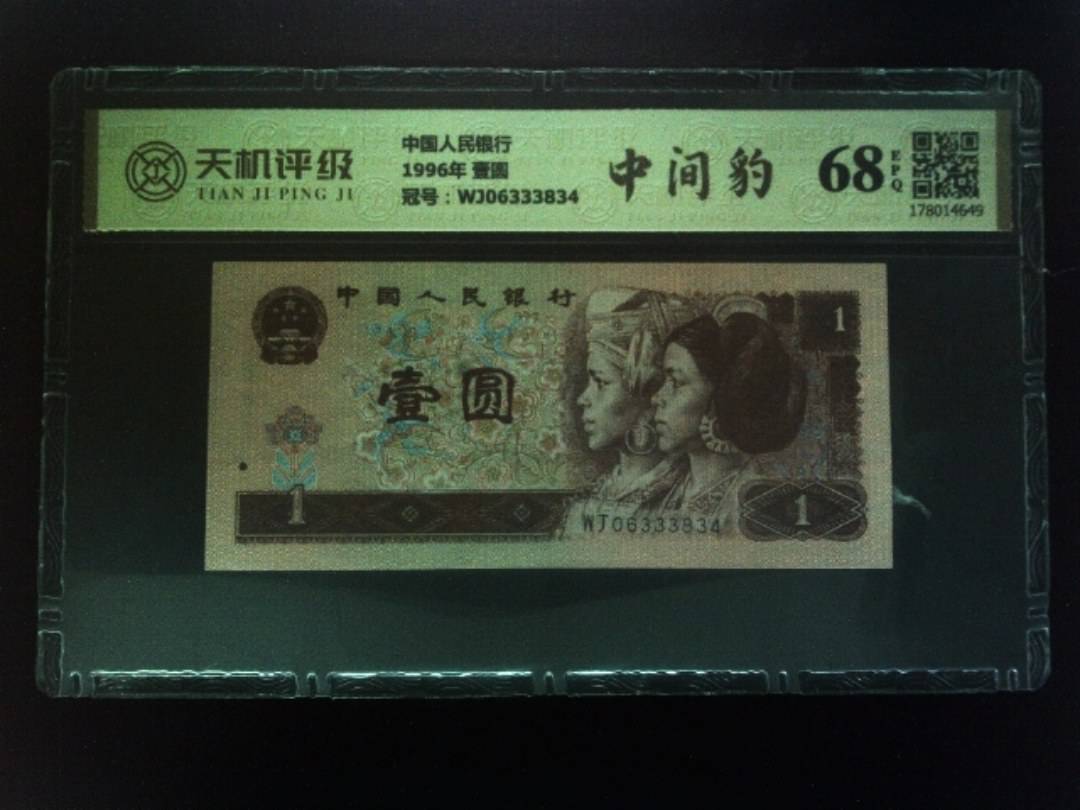 天机评级
TIAN JI PING JI
中国人民银行
1996年 壹圆
冠号：WJ06333834
中间豹
68
EPQ
178014649
中国人民银行
1
壹圆
1
WJ06333834
1